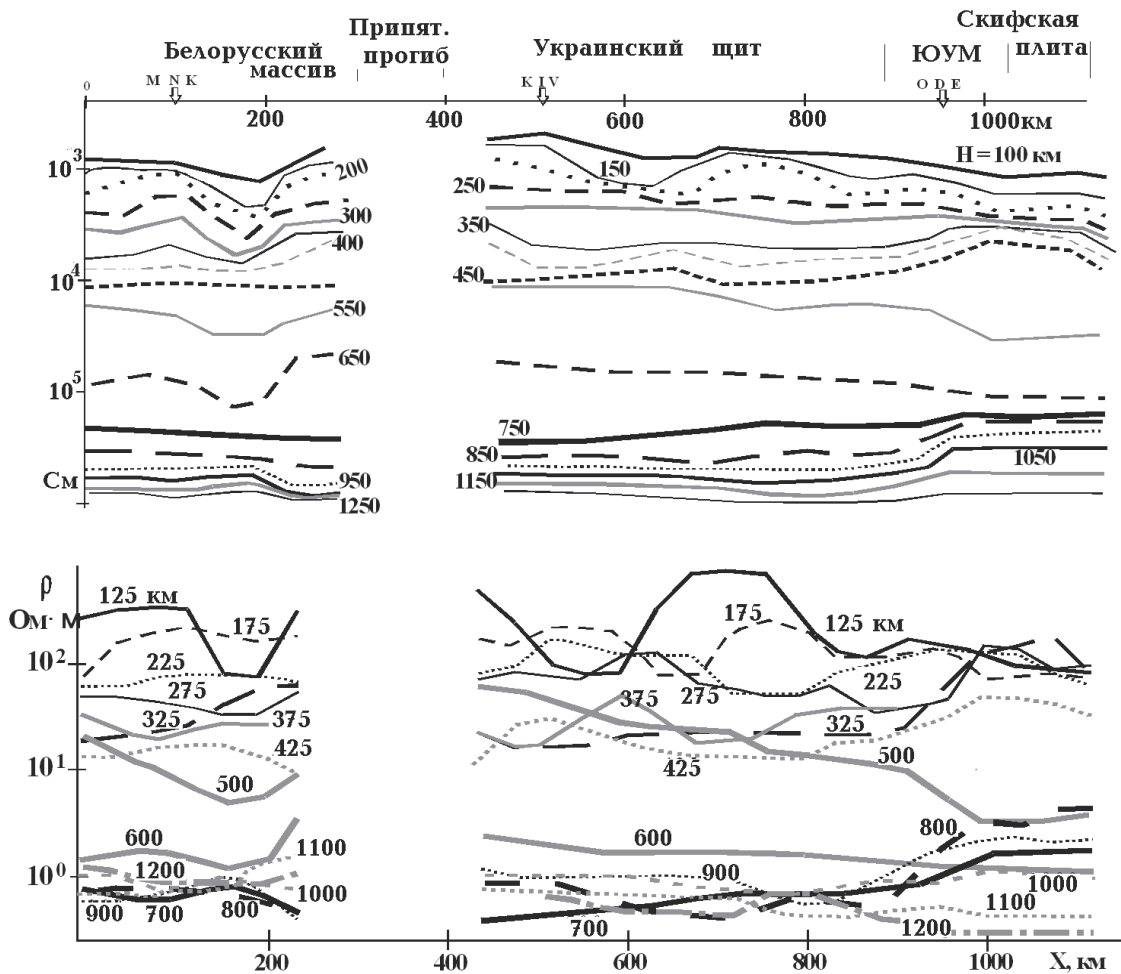 Скифская
Припят.
Белорусский прогиб Украинский щит ЮУМ плита
массив
0 M N K K I V O D E
200 400 600 800 1000км
10³ 200 150 H = 100 км
250
300 350
400
10⁴ 450
550
650
10⁵
750
850
См 950 1150 1050
1250
ρ
Ом· м 125 км 175 175 125 км
10² 225 225
275 375 275
325 375 325
425 425 500
10¹ 500
600 600 800
1100
1200 900
10⁰ 1000 1000
900 700 800 700 1200 1100
200 400 600 800 1000 X, км